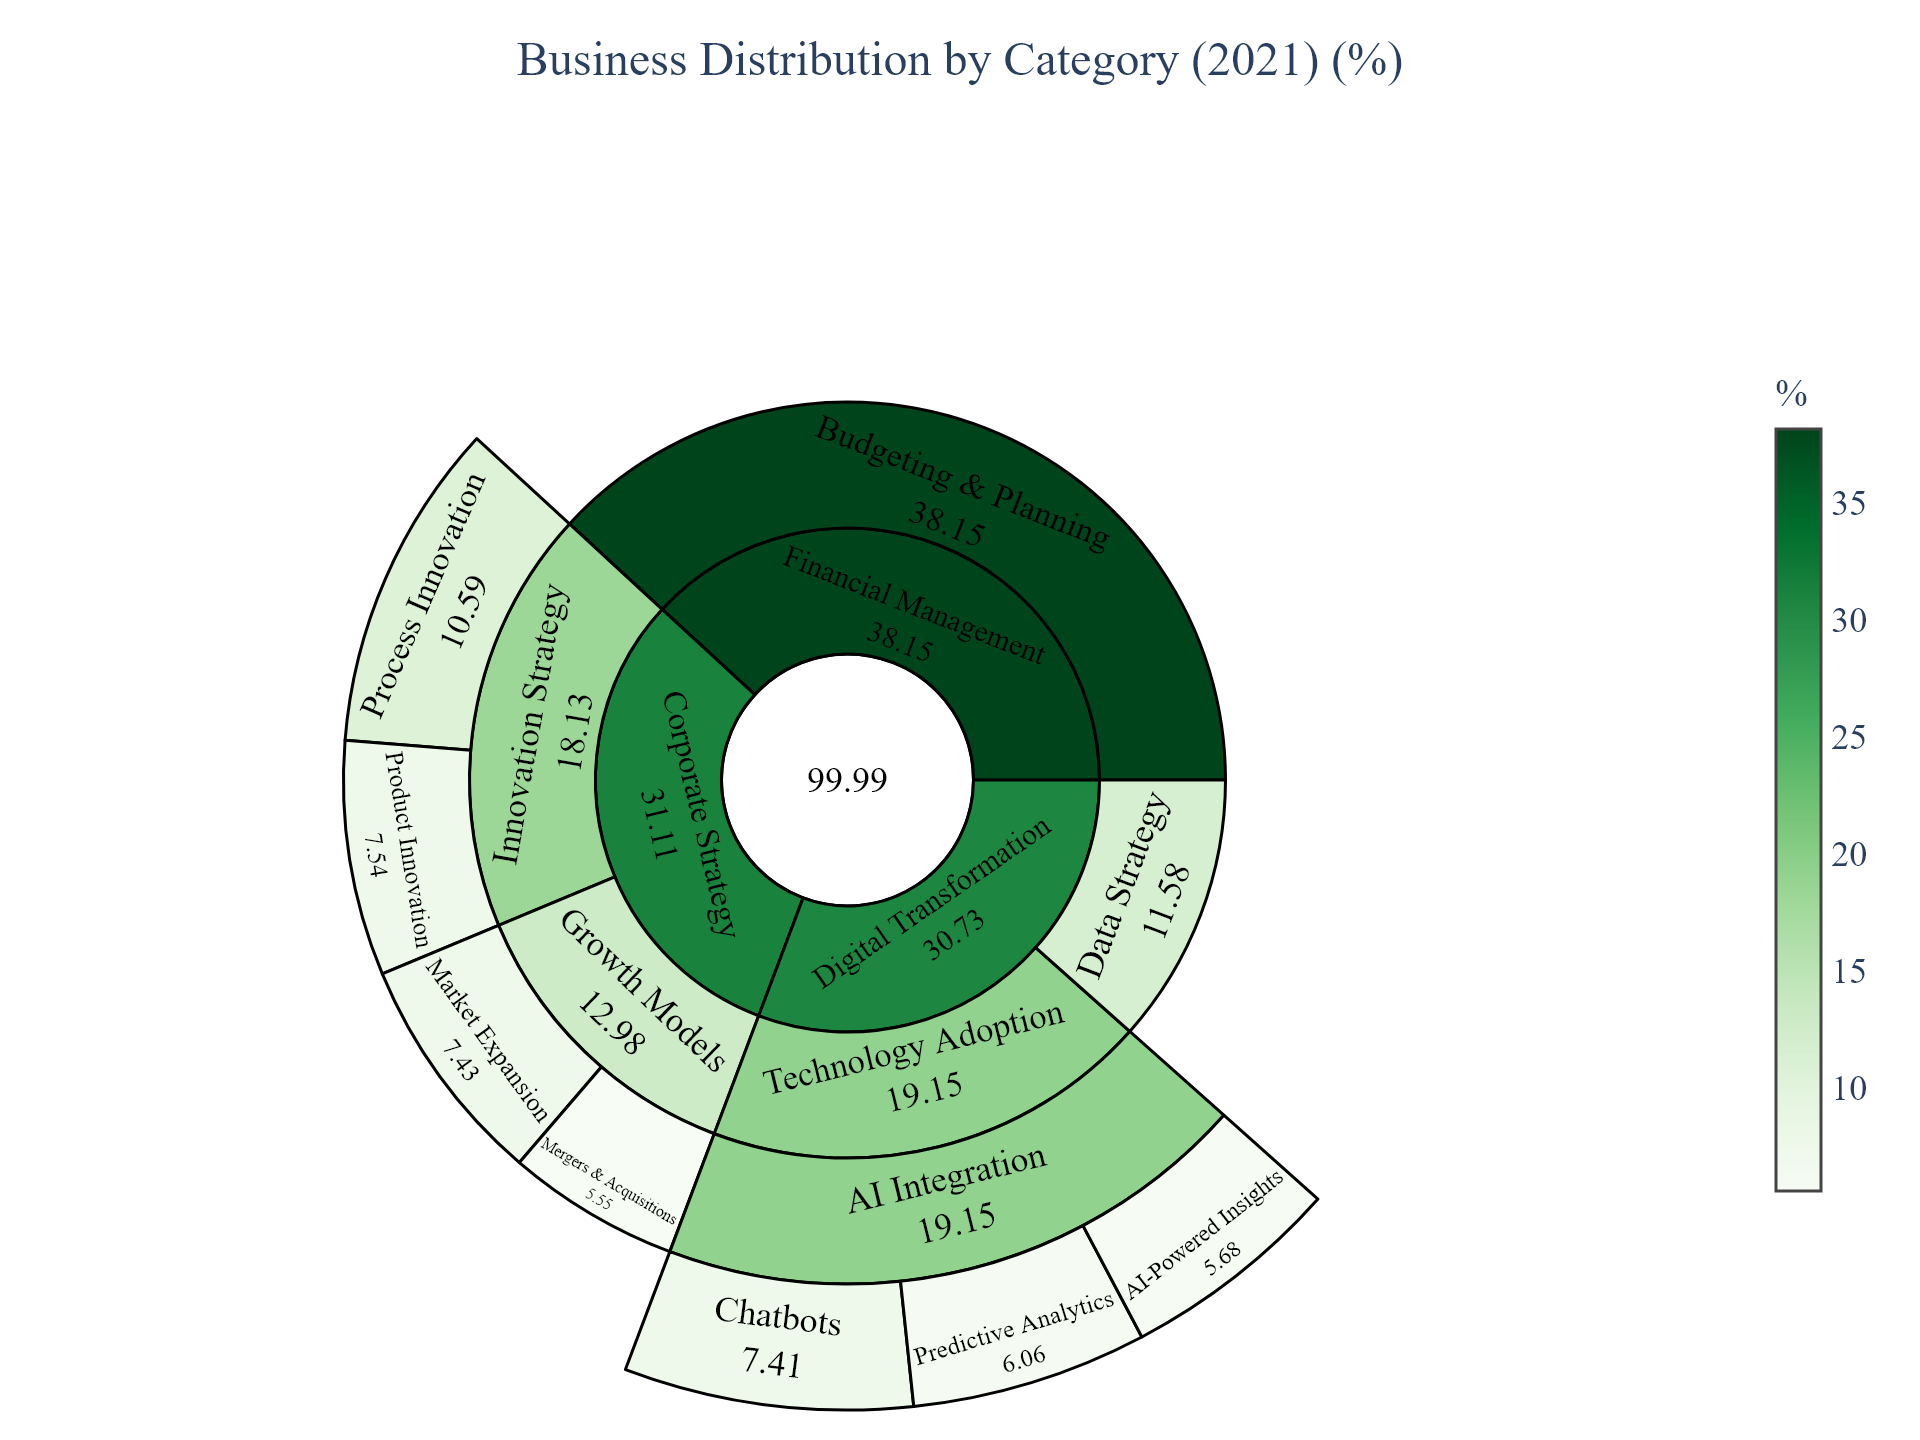 Business Distribution by Category (2021) (%)
%
35
30
25
20
15
10
Budgeting & Planning
38.15
Financial Management
38.15
99.99
Corporate Strategy
31.11
Digital Transformation
30.73
Innovation Strategy
18.13
Growth Models
12.98
Technology Adoption
19.15
Data Strategy
11.58
Process Innovation
10.59
Product Innovation
7.54
Market Expansion
7.43
Mergers & Acquisitions
5.55
AI Integration
19.15
Chatbots
7.41
Predictive Analytics
6.06
AI-Powered Insights
5.68